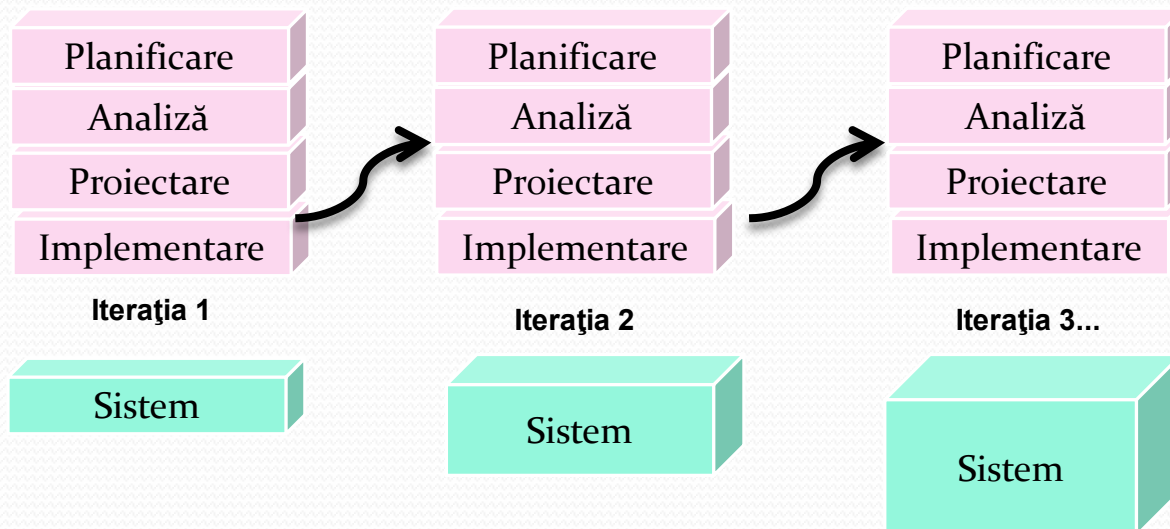 Planificare
Analiză
Proiectare
Implementare
Iteraţia 1
Sistem
Planificare
Analiză
Proiectare
Implementare
Iteraţia 2
Sistem
Planificare
Analiză
Proiectare
Implementare
Iteraţia 3...
Sistem